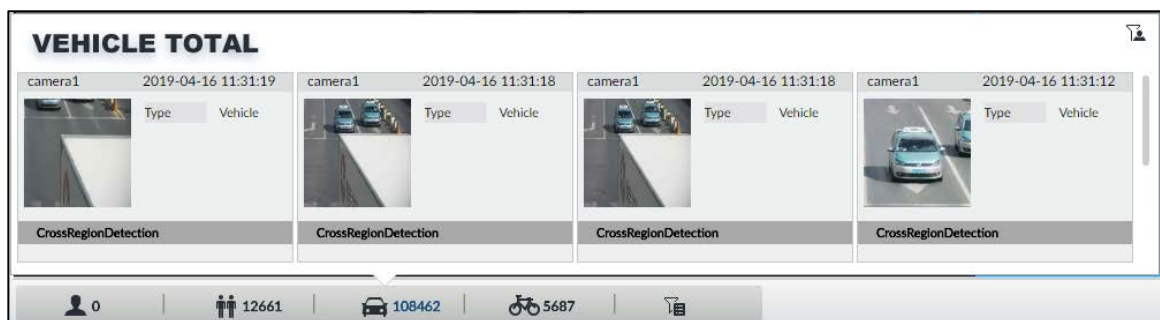 VEHICLE TOTAL
camera1 2019-04-16 11:31:19
Type Vehicle
CrossRegionDetection
camera1 2019-04-16 11:31:18
Type Vehicle
CrossRegionDetection
camera1 2019-04-16 11:31:18
Type Vehicle
CrossRegionDetection
camera1 2019-04-16 11:31:12
Type Vehicle
CrossRegionDetection
0 12661 108462 5687